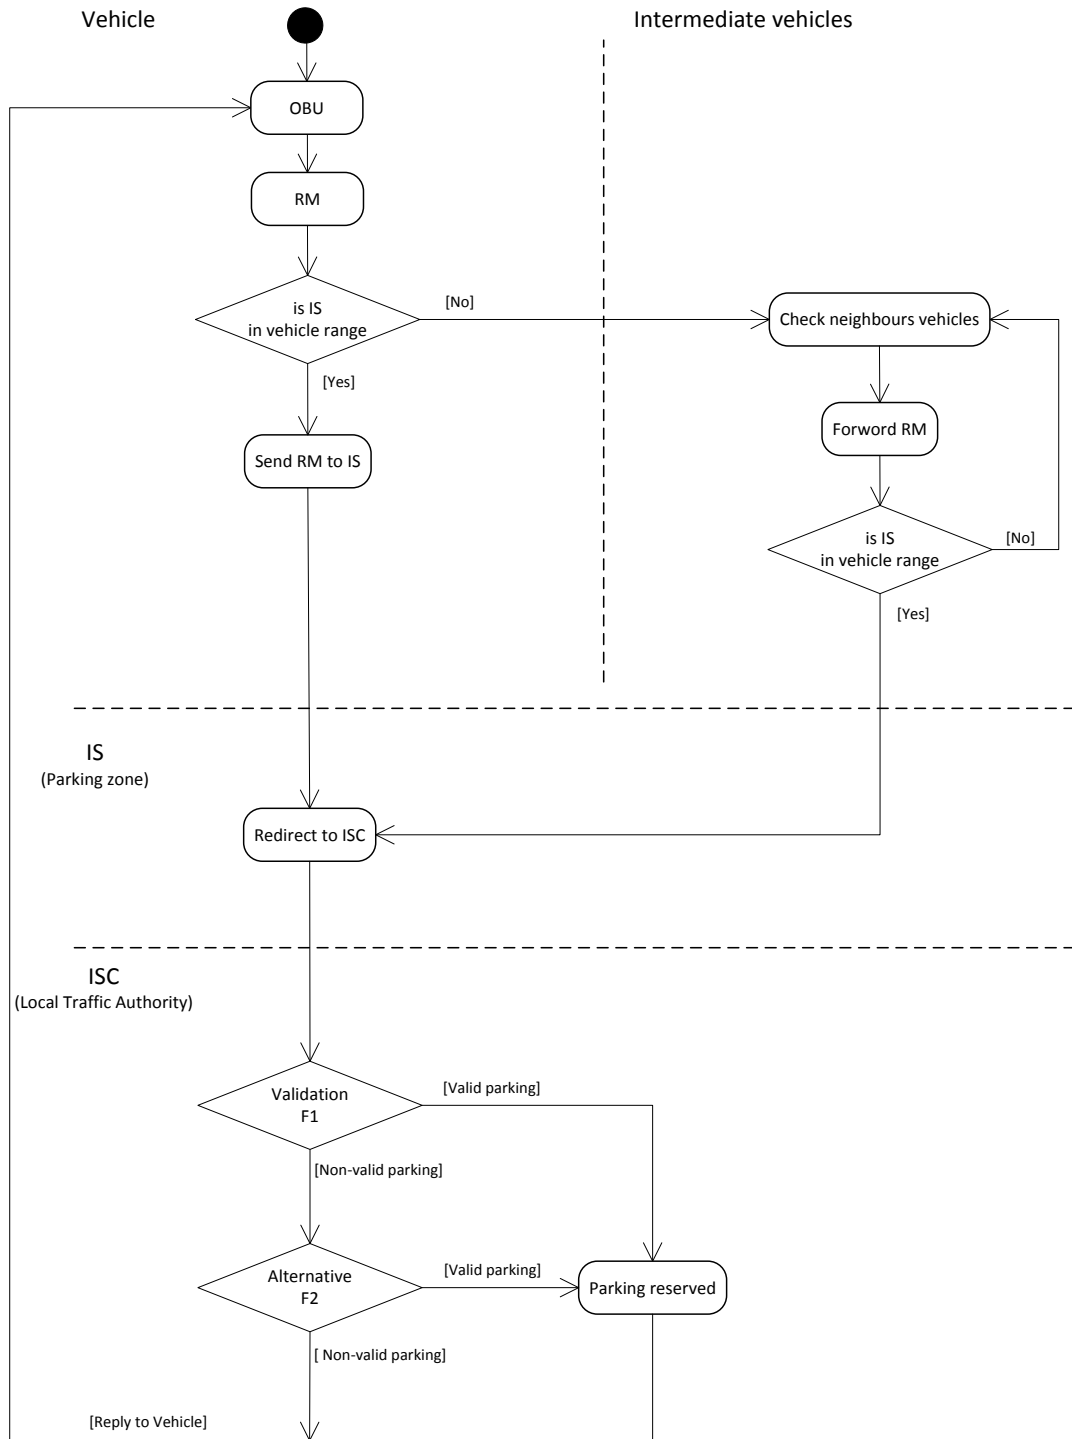 Vehicle
Intermediate vehicles
OBU
RM
is IS
in vehicle range
[No]
[Yes]
Check neighbours vehicles
Forword RM
Send RM to IS
is IS
in vehicle range
[No]
[Yes]
IS
(Parking zone)
Redirect to ISC
ISC
(Local Traffic Authority)
Validation
F1
[Valid parking]
[Non-valid parking]
Alternative
F2
[Valid parking]
Parking reserved
[ Non-valid parking]
[Reply to Vehicle]